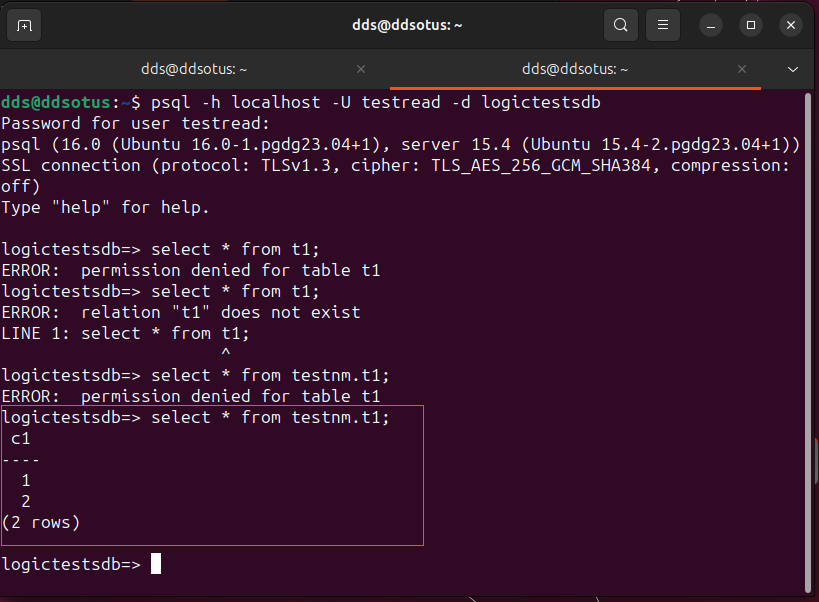 dds@ddsotus: ~
dds@ddsotus: ~
dds@ddsotus: ~
dds@ddsotus:~$ psql -h localhost -U testread -d logictestsdb
Password for user testread:
psql (16.0 (Ubuntu 16.0-1.pgdg23.04+1), server 15.4 (Ubuntu 15.4-2.pgdg23.04+1))
SSL connection (protocol: TLSv1.3, cipher: TLS_AES_256_GCM_SHA384, compression:
off)
Type "help" for help.
logictestsdb=> select * from t1;
ERROR:  permission denied for table t1
logictestsdb=> select * from t1;
ERROR:  relation "t1" does not exist
LINE 1: select * from t1;
                      ^
logictestsdb=> select * from testnm.t1;
ERROR:  permission denied for table t1
logictestsdb=> select * from testnm.t1;
 c1
----
  1
  2
(2 rows)
logictestsdb=>